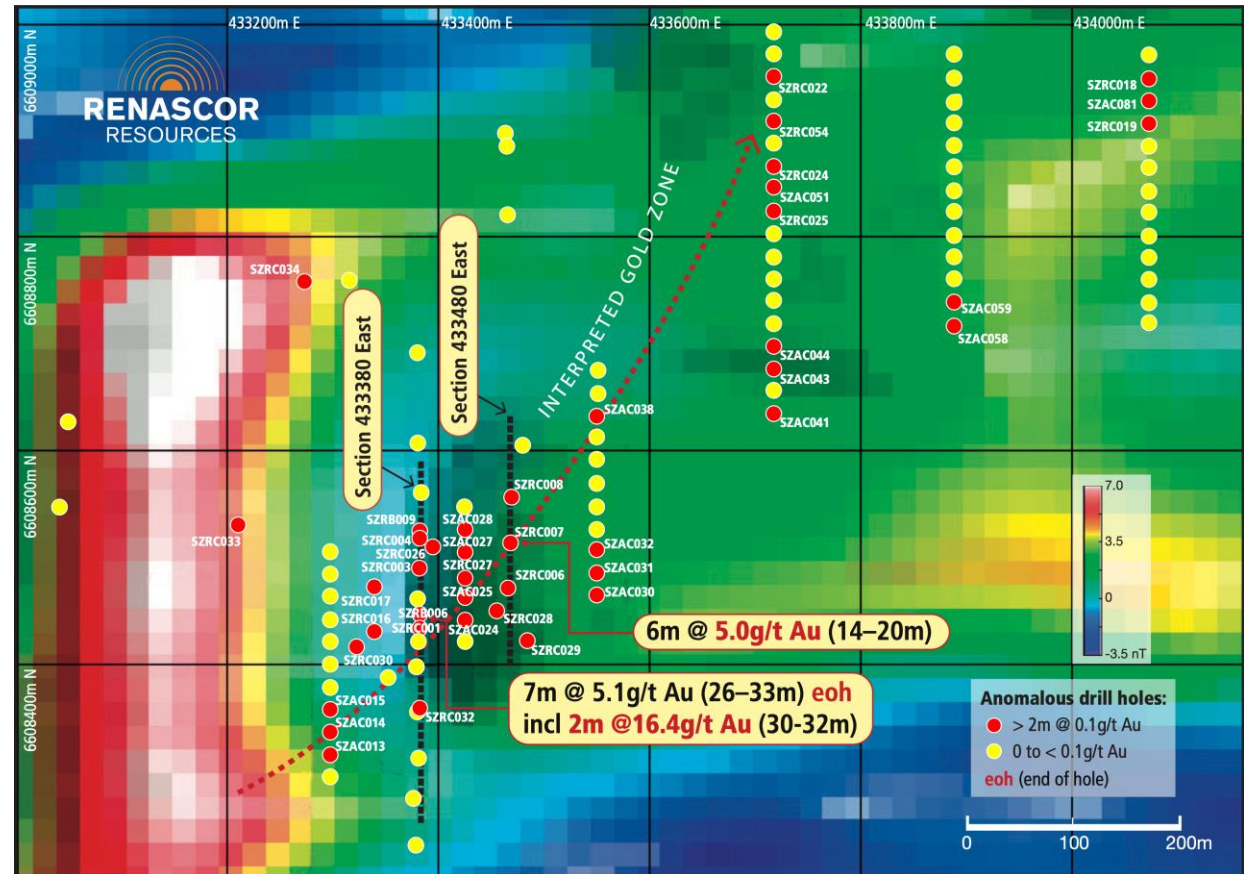 433200m E
433400m E
433600m E
433800m E
434000m E
6609000m N
6608800m N
6608600m N
6608400m N
RENASCOR
RESOURCES
SZRC022
SZRC054
SZRC024
SZAC051
SZRC025
SZRC018
SZAC081
SZRC019
INTERPRETED GOLD ZONE
Section 433480 East
Section 433380 East
SZRC034
SZAC059
SZAC058
SZAC044
SZAC043
SZAC041
SZAC038
SZRC008
SZRC033
SZRB009
SZRC004
SZRC026
SZRC003
SZAC028
SZAC027
SZRC027
SZAC025
SZAC024
SZRC007
SZRC006
SZRC028
SZRC029
SZAC032
SZAC031
SZAC030
SZRC017
SZRC016
SZRC030
SZRB006
SZRC001
SZRC032
SZAC015
SZAC014
SZAC013
6m @ 5.0g/t Au (14–20m)
7m @ 5.1g/t Au (26–33m) eoh
incl 2m @16.4g/t Au (30-32m)
7.0
3.5
0
-3.5 nT
Anomalous drill holes:
> 2m @ 0.1g/t Au
0 to < 0.1g/t Au
eoh (end of hole)
0 100 200m